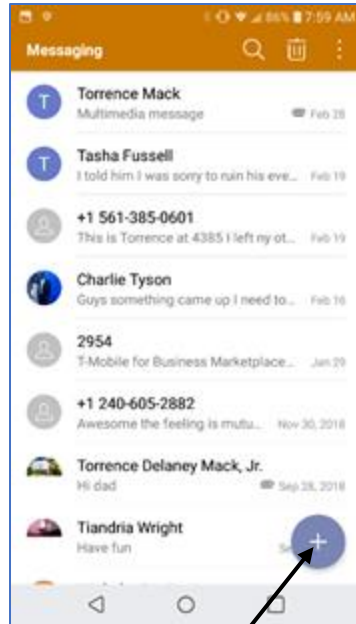 86% 7:59 AM
Messaging
T
Torrence Mack
Multimedia message
Feb 28
T
Tasha Fussell
I told him I was sorry to ruin his eve...
Feb 19
+1 561-385-0601
This is Torrence at 4385 I left ny ot...
Feb 19
Charlie Tyson
Guys something came up I need to...
Feb 16
2954
T-Mobile for Business Marketplace...
Jan 29
+1 240-605-2882
Awesome the feeling is mutu...
Nov 30, 2018
Torrence Delaney Mack, Jr.
Hi dad
Sep 28, 2018
Tiandria Wright
Have fun